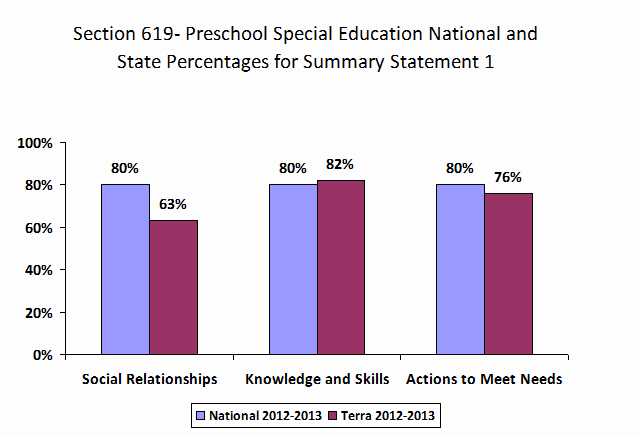 Section 619- Preschool Special Education National and
State Percentages for Summary Statement 1
100%
80%
60%
40%
20%
0%
80%
63%
80%
82%
80%
76%
Social Relationships
Knowledge and Skills
Actions to Meet Needs
National 2012-2013
Terra 2012-2013